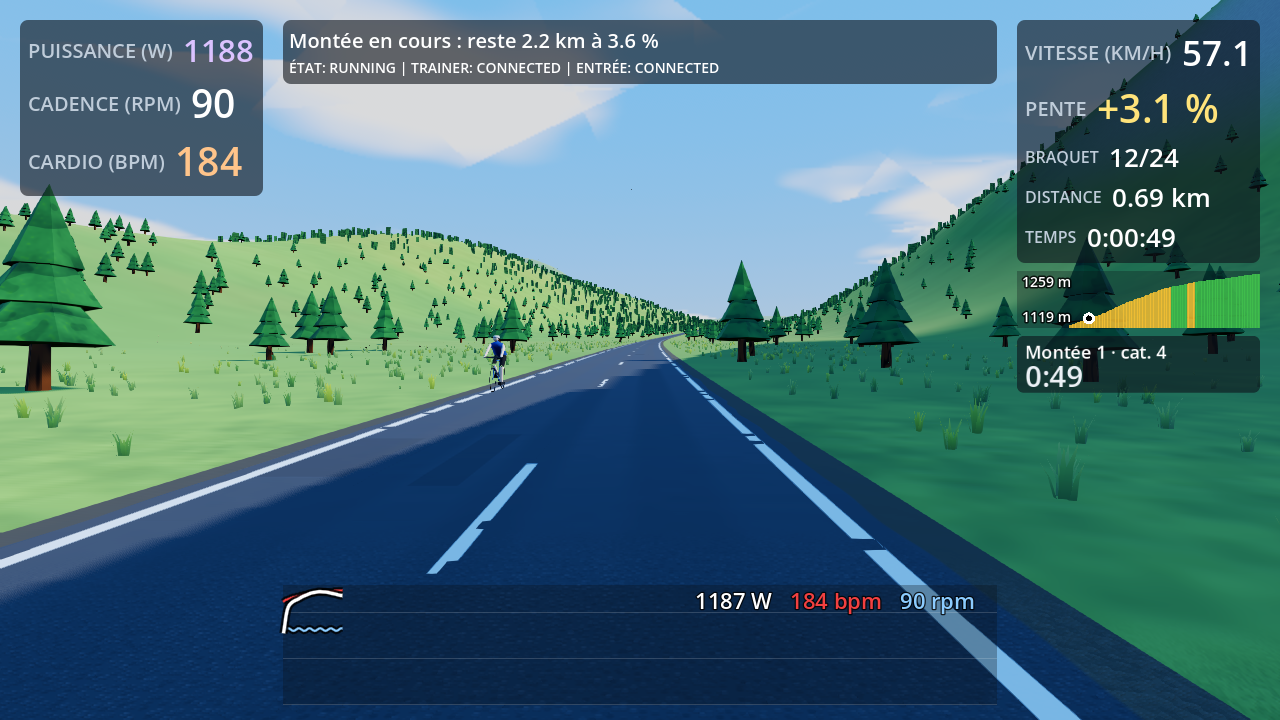 PUISSANCE (W) 1188
CADENCE (RPM) 90
CARDIO (BPM) 184
Montée en cours : reste 2.2 km à 3.6 %
ÉTAT: RUNNING | TRAINER: CONNECTED | ENTRÉE: CONNECTED
VITESSE (KM/H) 57.1
PENTE +3.1 %
BRAQUET 12/24
DISTANCE 0.69 km
TEMPS 0:00:49
1259 m
1119 m
Montée 1 · cat. 4
0:49
1187 W 184 bpm 90 rpm